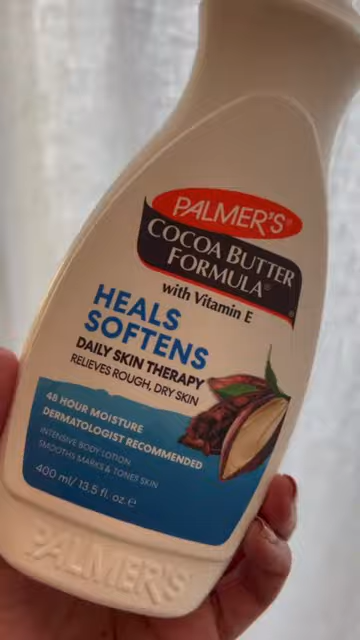 PALMER'S®
COCOA BUTTER
FORMULA®
with Vitamin E
HEALS
SOFTENS
DAILY SKIN THERAPY
RELIEVES ROUGH, DRY SKIN
48 HOUR MOISTURE
DERMATOLOGIST RECOMMENDED
INTENSIVE BODY LOTION
SMOOTHS MARKS & TONES SKIN
400 ml/ 13.5 fl. oz. ℮
PALMER'S